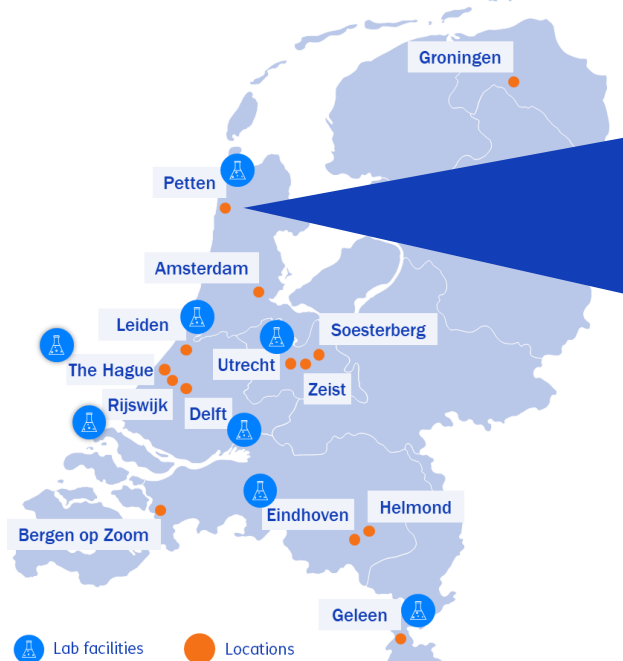 Groningen
Petten
Amsterdam
Leiden
Soesterberg
The Hague
Utrecht
Zeist
Rijswijk
Delft
Eindhoven
Helmond
Bergen op Zoom
Geleen
Lab facilities
Locations